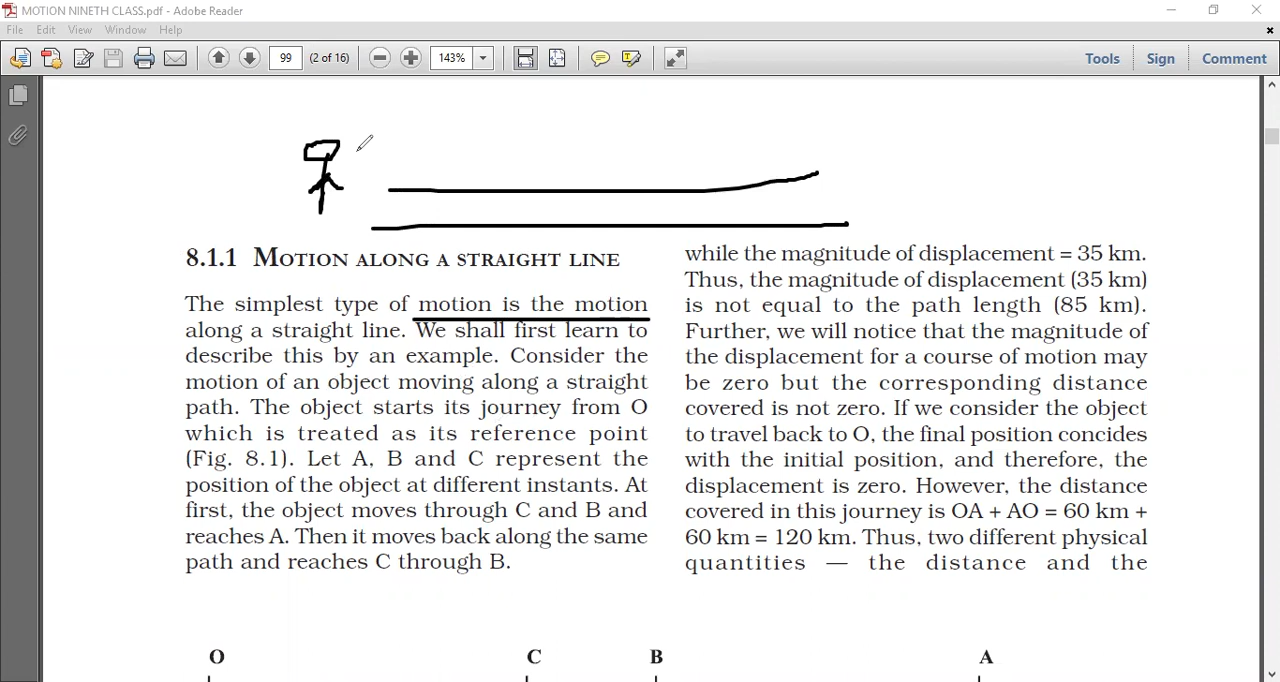 MOTION NINETH CLASS.pdf - Adobe Reader
File Edit View Window Help
99 (2 of 16) 143% Tools Sign Comment
8.1.1 MOTION ALONG A STRAIGHT LINE
The simplest type of motion is the motion
along a straight line. We shall first learn to
describe this by an example. Consider the
motion of an object moving along a straight
path. The object starts its journey from O
which is treated as its reference point
(Fig. 8.1). Let A, B and C represent the
position of the object at different instants. At
first, the object moves through C and B and
reaches A. Then it moves back along the same
path and reaches C through B.
while the magnitude of displacement = 35 km.
Thus, the magnitude of displacement (35 km)
is not equal to the path length (85 km).
Further, we will notice that the magnitude of
the displacement for a course of motion may
be zero but the corresponding distance
covered is not zero. If we consider the object
to travel back to O, the final position concides
with the initial position, and therefore, the
displacement is zero. However, the distance
covered in this journey is OA + AO = 60 km +
60 km = 120 km. Thus, two different physical
quantities — the distance and the
O C B A